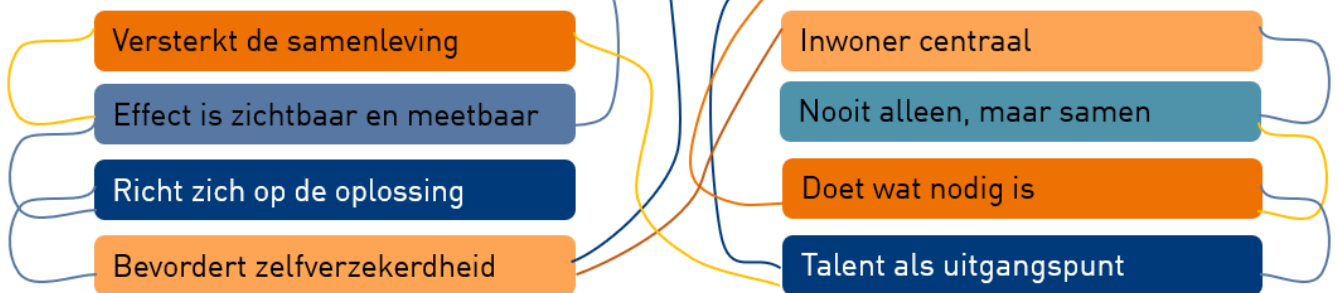 Versterkt de samenleving
Effect is zichtbaar en meetbaar
Richt zich op de oplossing
Bevordert zelfverzekerdheid
Inwoner centraal
Nooit alleen, maar samen
Doet wat nodig is
Talent als uitgangspunt